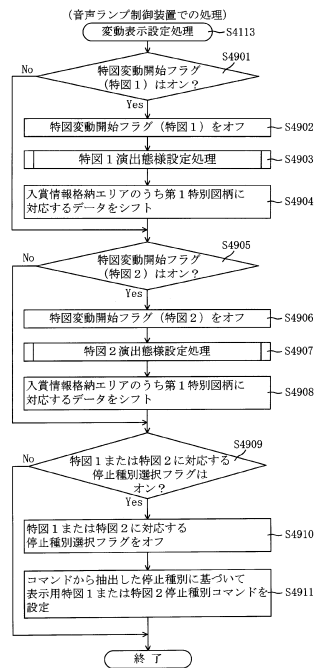 (音声ランプ制御装置での処理)
変動表示設定処理
S4113
S4901
No
特図変動開始フラグ
(特図1)はオン?
Yes
特図変動開始フラグ(特図1)をオフ
S4902
特図1演出態様設定処理
S4903
入賞情報格納エリアのうち第1特別図柄に
対応するデータをシフト
S4904
S4905
No
特図変動開始フラグ
(特図2)はオン?
Yes
特図変動開始フラグ(特図2)をオフ
S4906
特図2演出態様設定処理
S4907
入賞情報格納エリアのうち第1特別図柄に
対応するデータをシフト
S4908
S4909
No
特図1または特図2に対応する
停止種別選択フラグは
オン?
Yes
特図1または特図2に対応する
停止種別選択フラグをオフ
S4910
コマンドから抽出した停止種別に基づいて
表示用特図1または特図2停止種別コマンドを
設定
S4911
終了